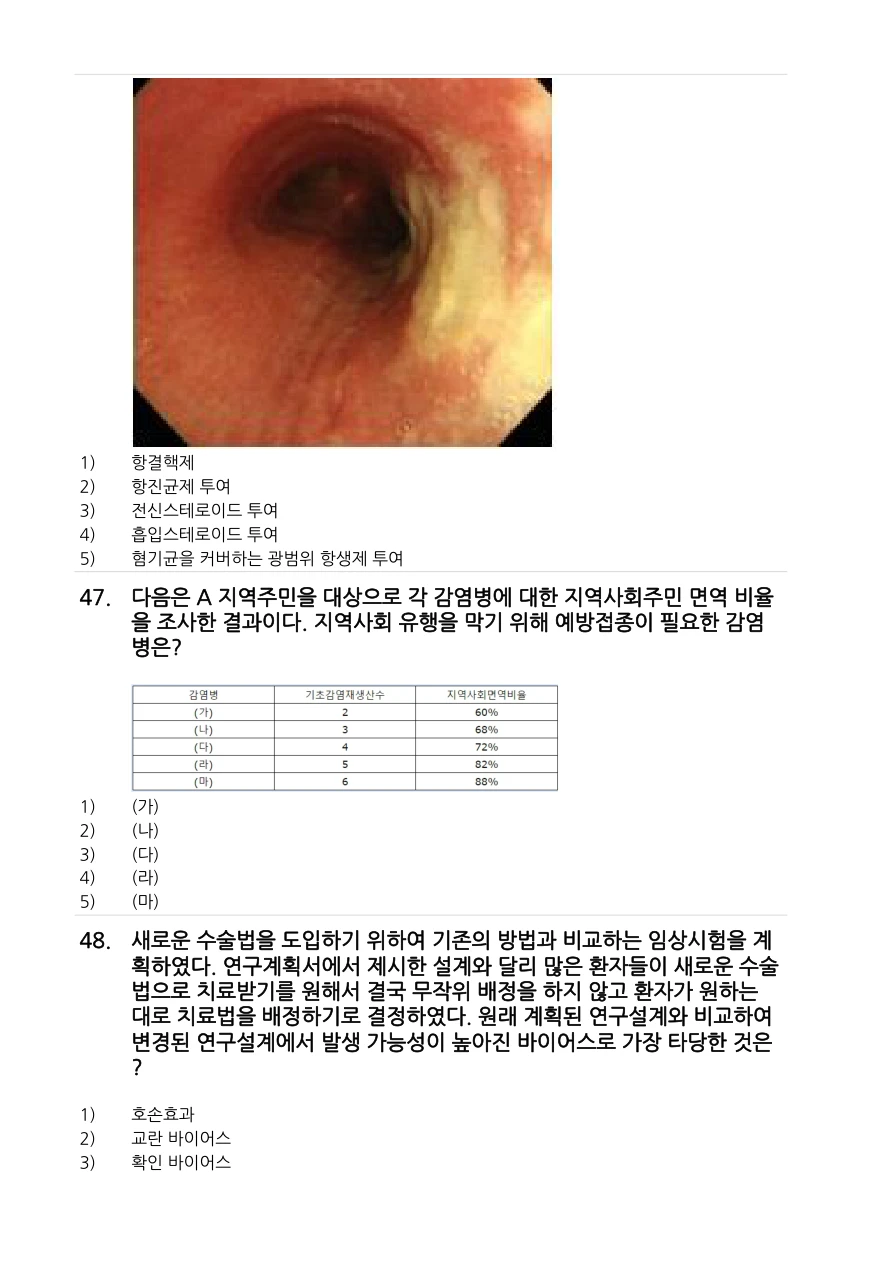 1) 항결핵제
2) 항진균제 투여
3) 전신스테로이드 투여
4) 흡입스테로이드 투여
5) 혐기균을 커버하는 광범위 항생제 투여
47. 다음은 A 지역주민을 대상으로 각 감염병에 대한 지역사회주민 면역 비율
을 조사한 결과이다. 지역사회 유행을 막기 위해 예방접종이 필요한 감염
병은?
감염병 기초감염재생산수 지역사회면역비율
(가) 2 60%
(나) 3 68%
(다) 4 72%
(라) 5 82%
(마) 6 88%
1) (가)
2) (나)
3) (다)
4) (라)
5) (마)
48. 새로운 수술법을 도입하기 위하여 기존의 방법과 비교하는 임상시험을 계
획하였다. 연구계획서에서 제시한 설계와 달리 많은 환자들이 새로운 수술
법으로 치료받기를 원해서 결국 무작위 배정을 하지 않고 환자가 원하는
대로 치료법을 배정하기로 결정하였다. 원래 계획된 연구설계와 비교하여
변경된 연구설계에서 발생 가능성이 높아진 바이어스로 가장 타당한 것은
?
1) 호손효과
2) 교란 바이어스
3) 확인 바이어스